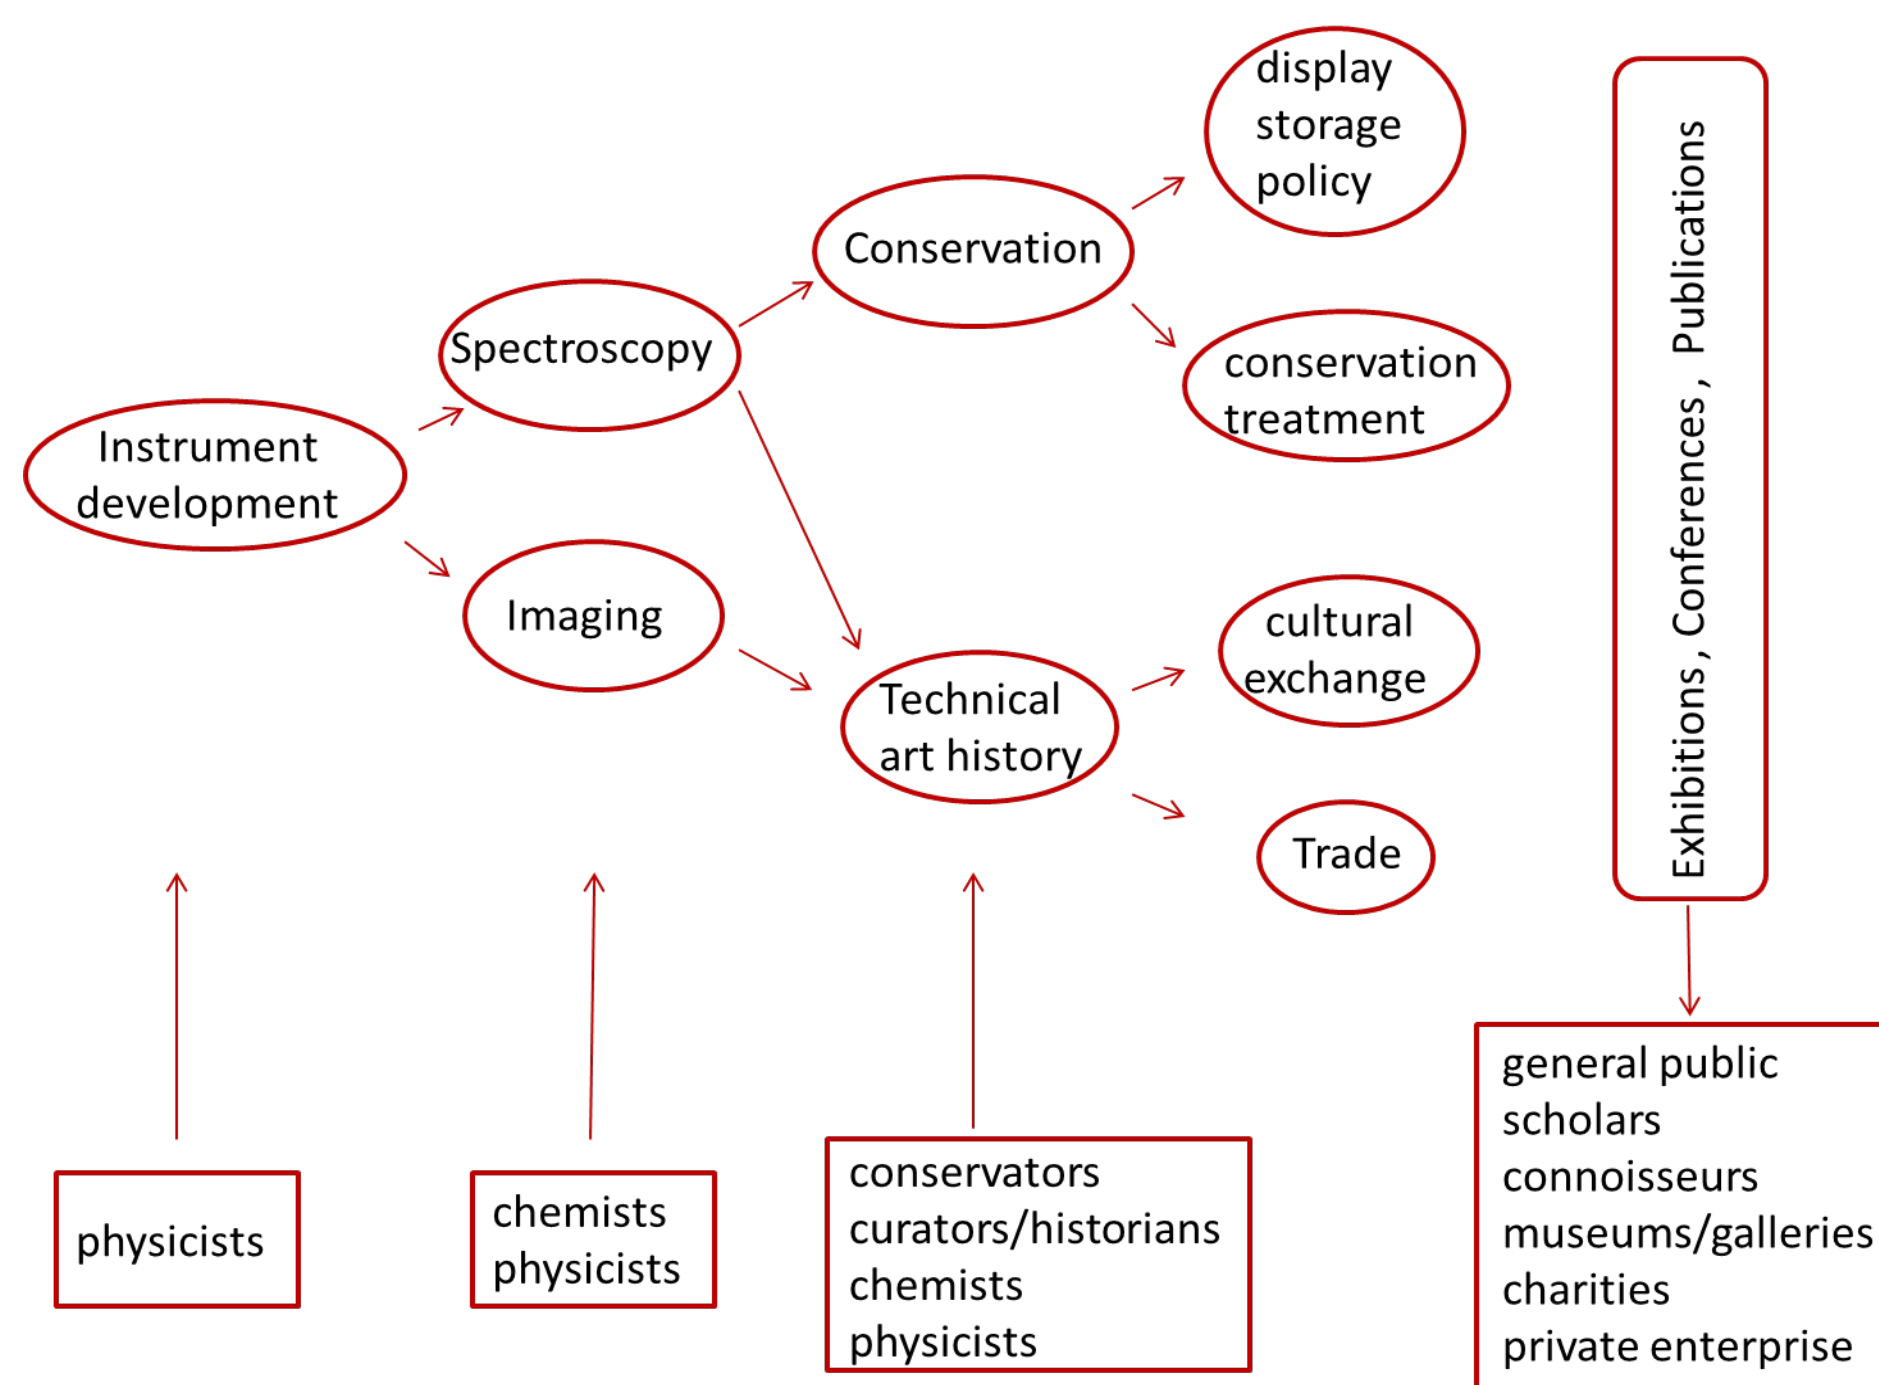 display
storage
policy
Conservation
Spectroscopy
conservation
treatment
Instrument
development
Imaging
cultural
exchange
Technical
art history
Trade
Exhibitions, Conferences , Publications
physicists
chemists
physicists
conservators
curators/historians
chemists
physicists
general public
scholars
connoisseurs
museums/galleries
charities
private enterprise